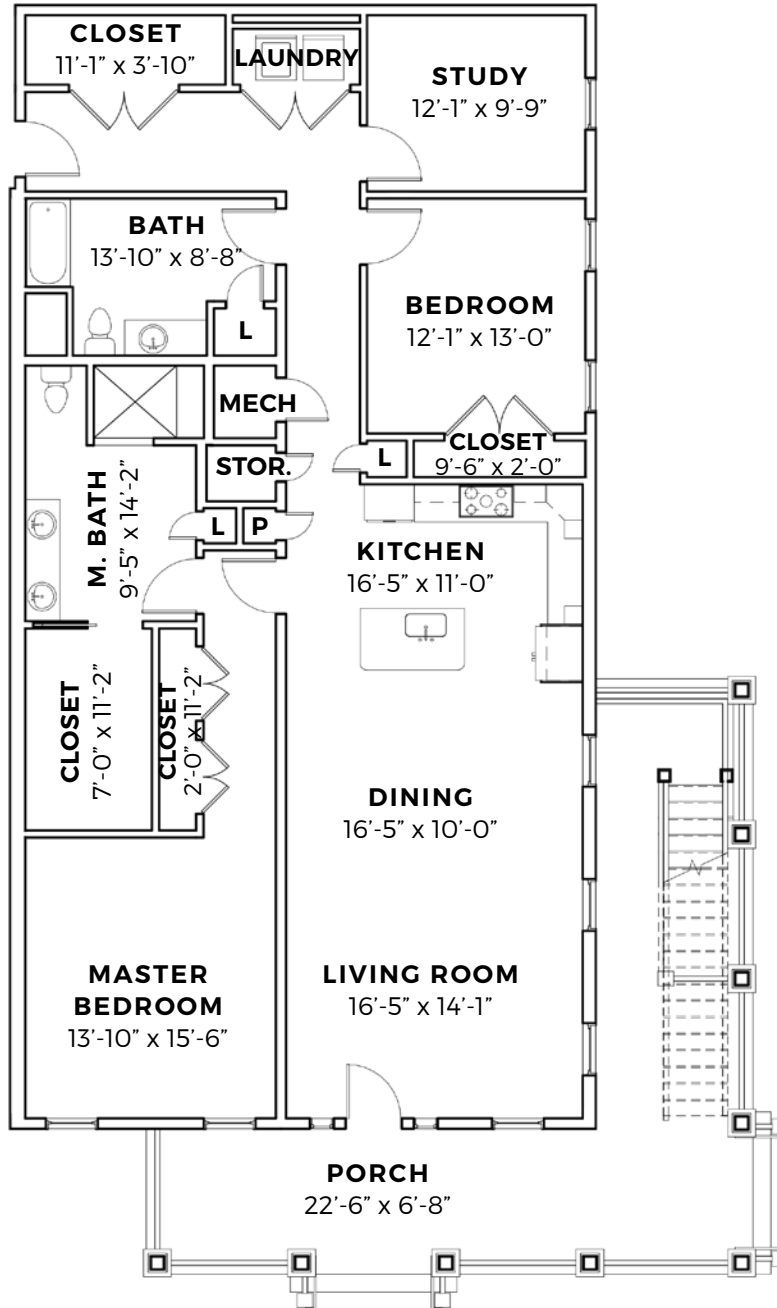 CLOSET
11’-1” x 3’-10”
LAUNDRY
STUDY
12’-1” x 9’-9”
BATH
13’-10” x 8’-8”
BEDROOM
12’-1” x 13’-0”
L
MECH
CLOSET
9’-6” x 2’-0”
L
STOR.
M. BATH
9’-5” x 14’-2”
L
P
KITCHEN
16’-5” x 11’-0”
CLOSET
7’-0” x 11’-2”
CLOSET
2’-0” x 11’-2”
DINING
16’-5” x 10’-0”
MASTER
BEDROOM
13’-10” x 15’-6”
LIVING ROOM
16’-5” x 14’-1”
PORCH
22’-6” x 6’-8”